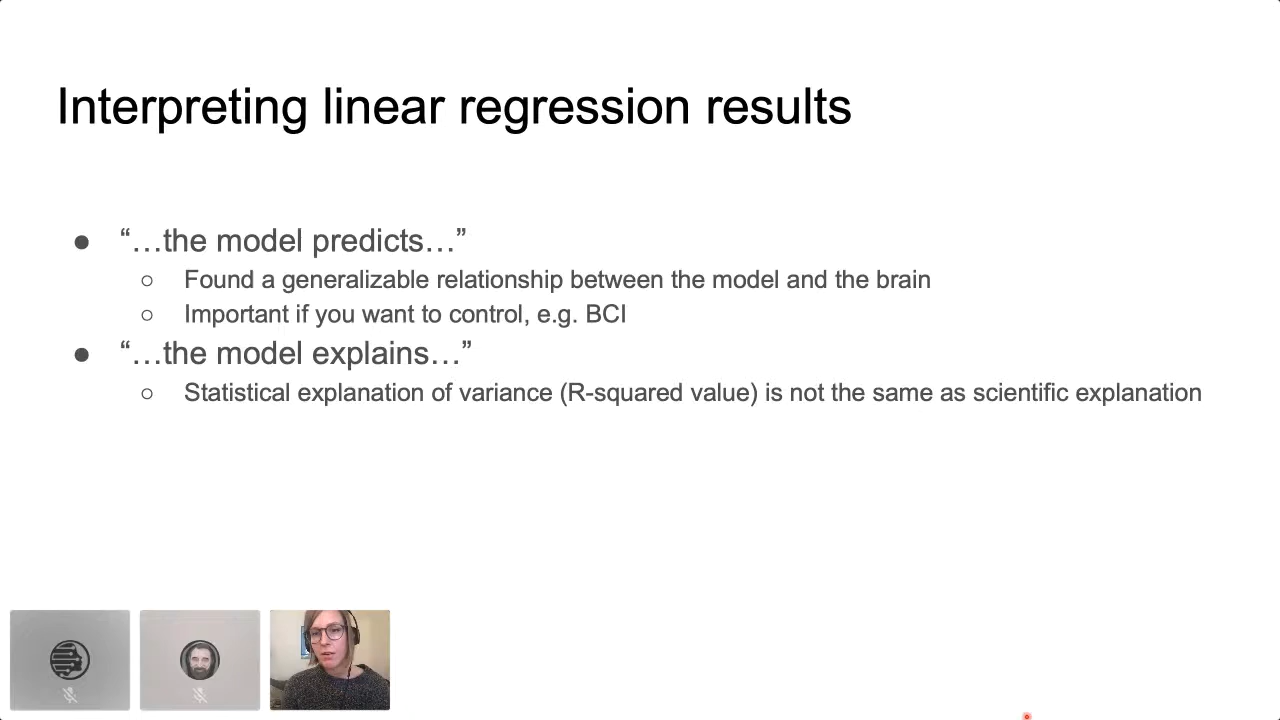 Interpreting linear regression results
● “…the model predicts…”
○ Found a generalizable relationship between the model and the brain
○ Important if you want to control, e.g. BCI
● “…the model explains…”
○ Statistical explanation of variance (R-squared value) is not the same as scientific explanation